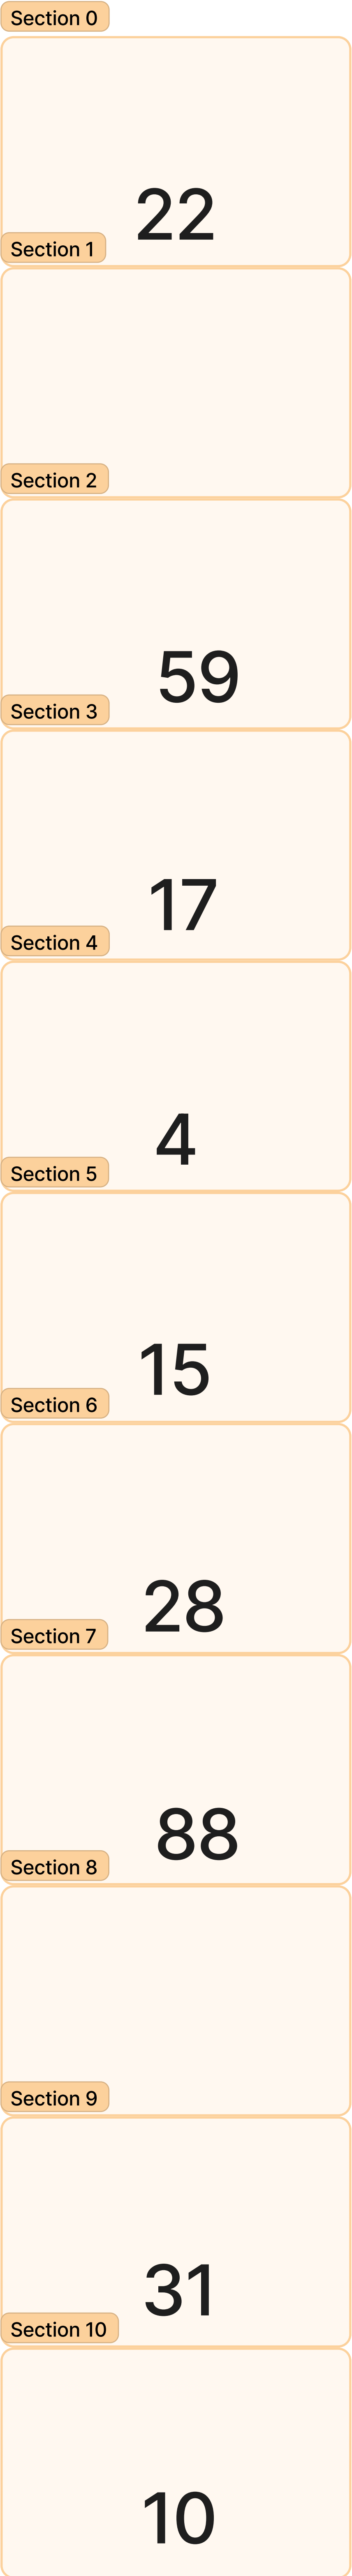 Section 0
22
Section 1
Section 2
59
Section 3
17
Section 4
4
Section 5
15
Section 6
28
Section 7
88
Section 8
Section 9
31
Section 10
10